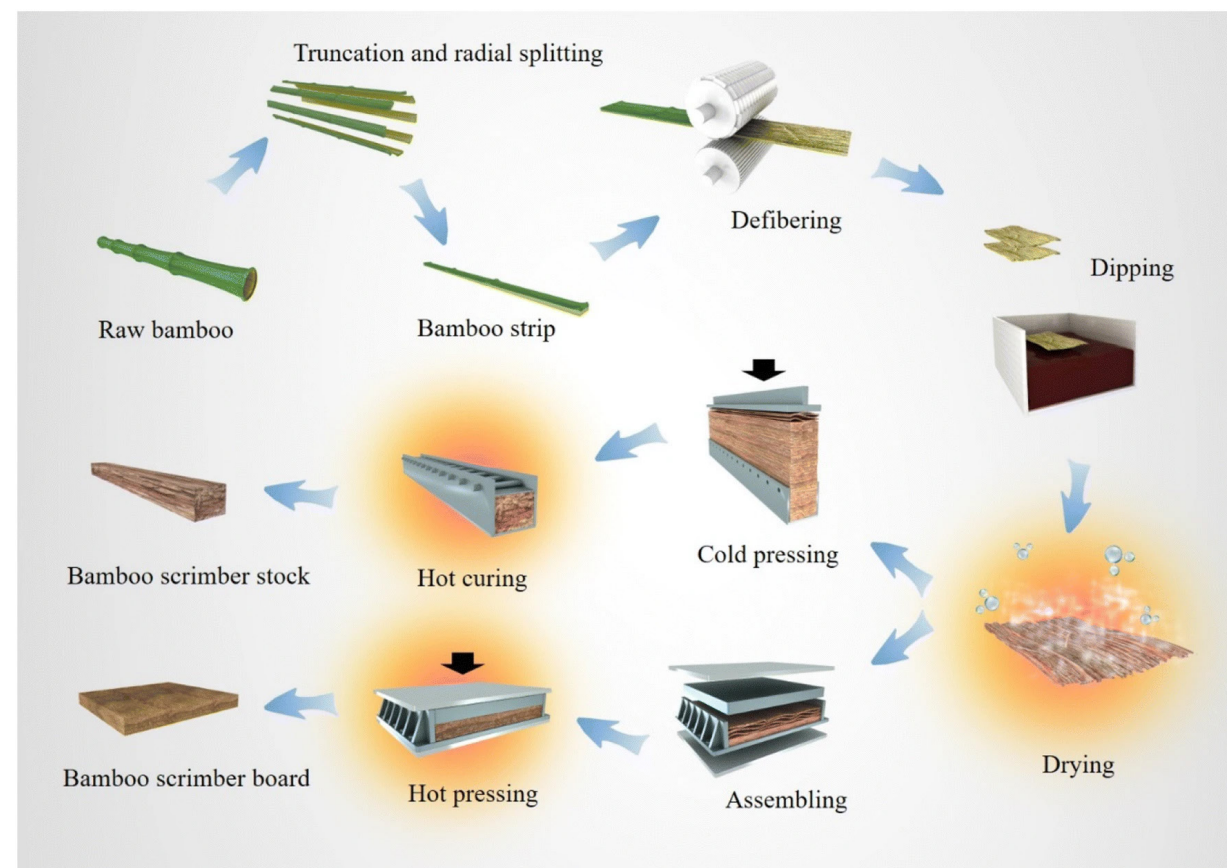 Truncation and radial splitting
Defibering
Dipping
Raw bamboo
Bamboo strip
Cold pressing
Bamboo scrimber stock
Hot curing
Drying
Bamboo scrimber board
Hot pressing
Assembling